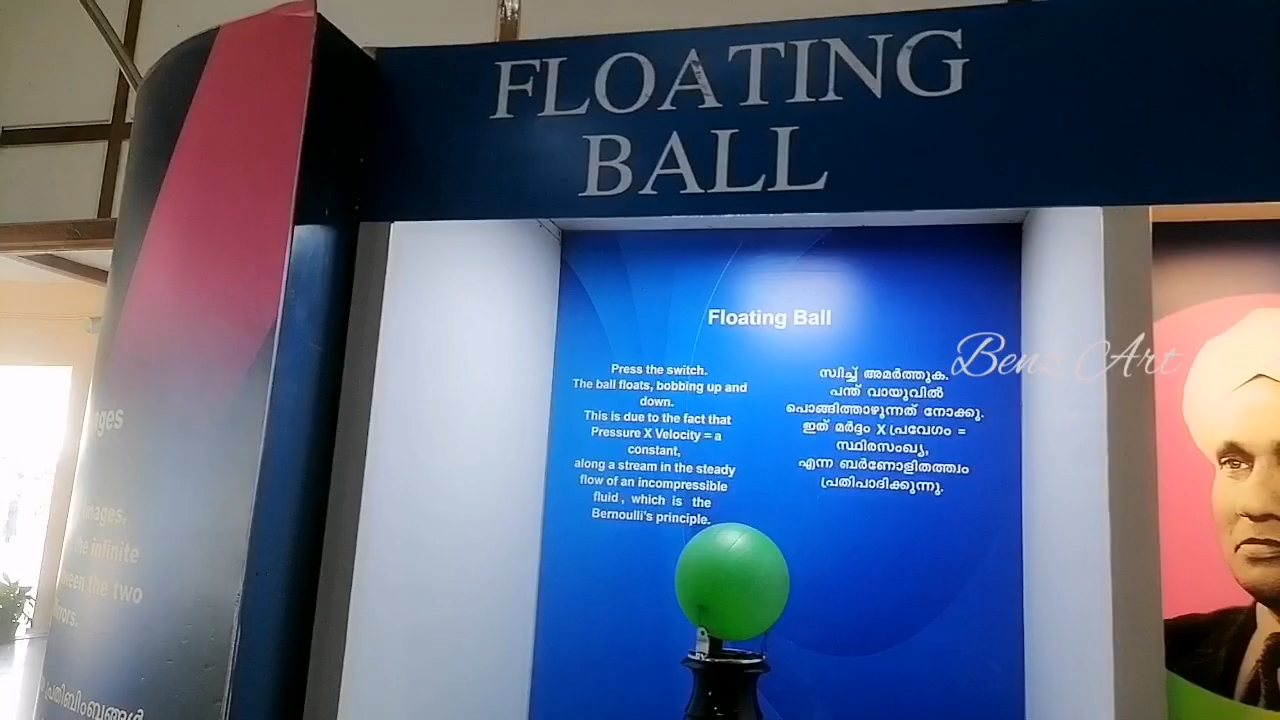 FLOATING
BALL
Floating Ball
Press the switch.
The ball floats, bobbing up and
down.
This is due to the fact that
Pressure X Velocity = a
constant,
along a stream in the steady
flow of an incompressible
fluid , which is the
Bernoulli's principle.
സ്വിച്ച് അമർത്തുക.
പന്ത് വായുവിൽ
പൊങ്ങിത്താഴുന്നത് നോക്കൂ.
ഇത് മർദ്ദം X പ്രവേഗം =
സ്ഥിരസംഖ്യ,
എന്ന ബർണോളിതത്ത്വം
പ്രതിപാദിക്കുന്നു.
Benz Art
images.
the infinite
between the two
പ്രതിബിംബങ്ങൾ